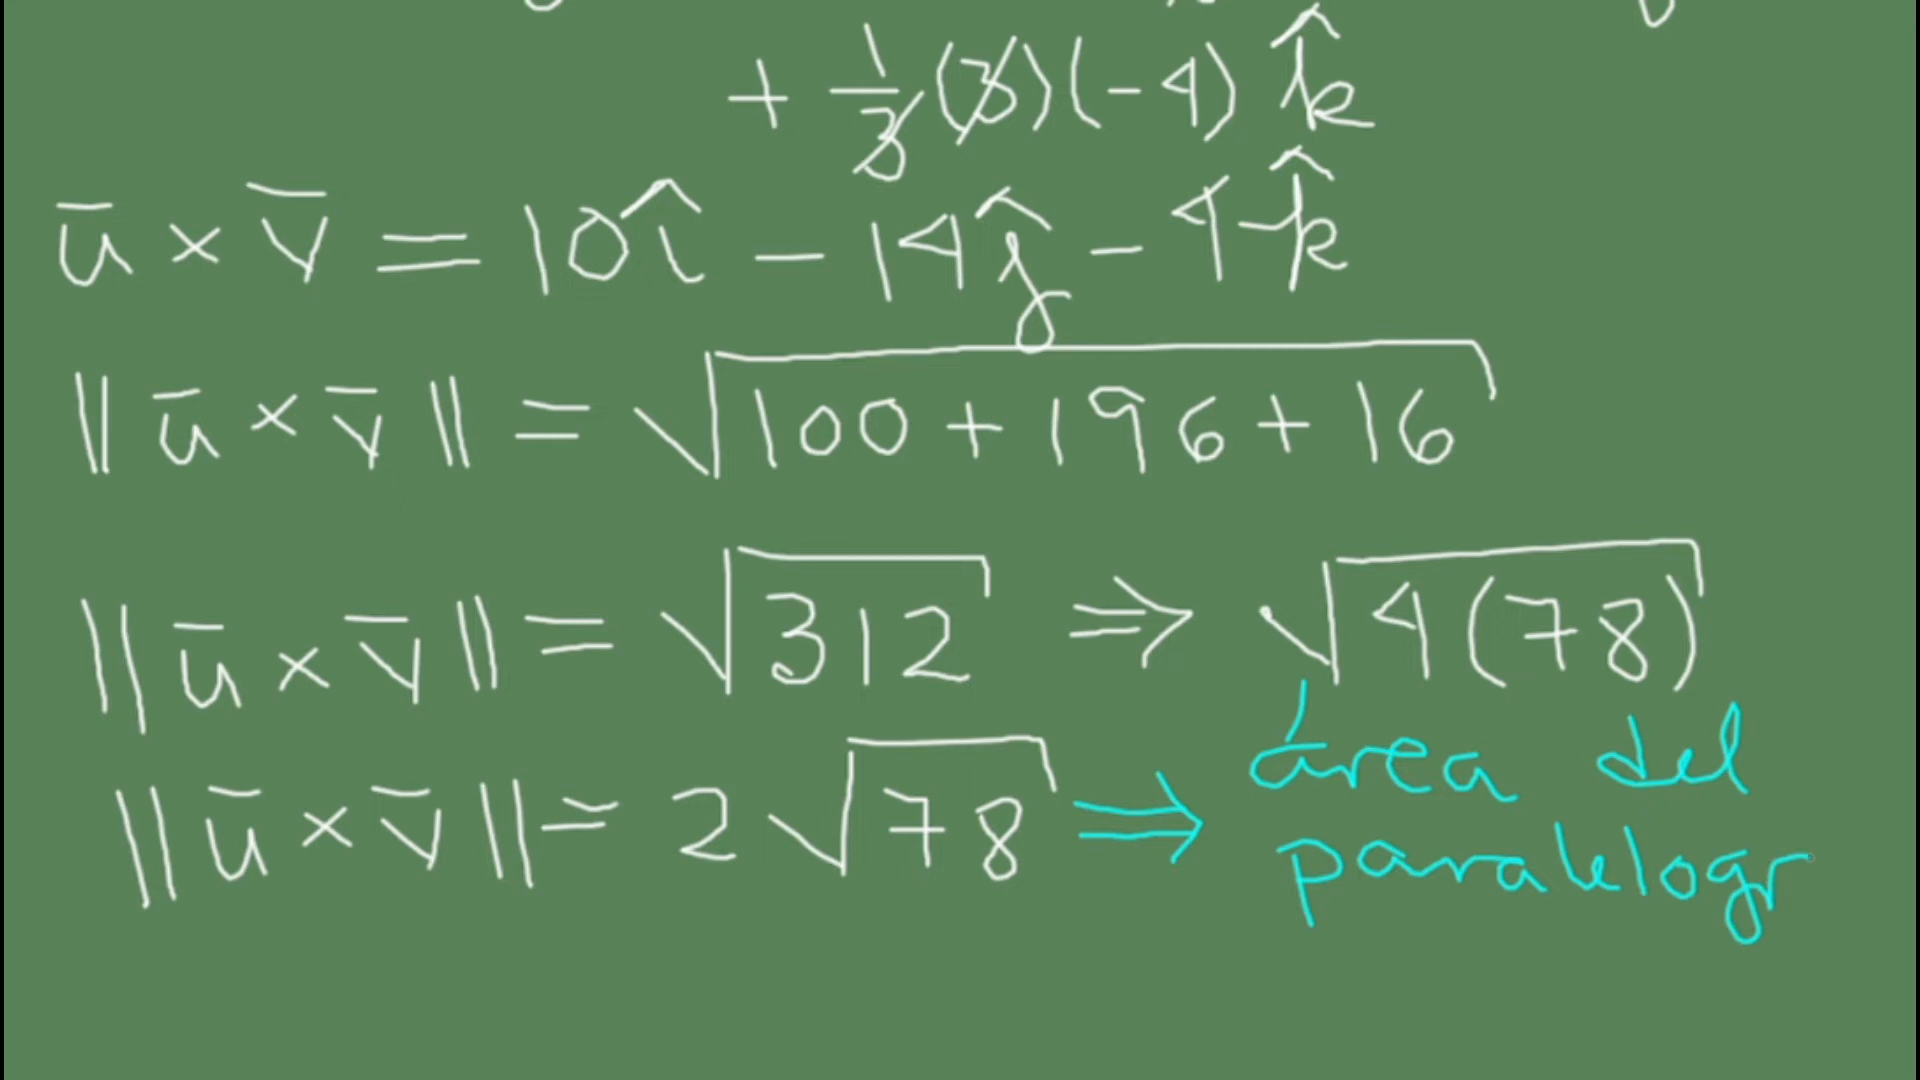 + 1/3 (3)(-4) k̂
ū × v̄ = 10î - 14ĵ - 4k̂
‖ū × v̄‖ = √(100 + 196 + 16)
‖ū × v̄‖ = √312 ⇒ √(4(78))
‖ū × v̄‖ = 2√78 ⇒ área del
paralelogr